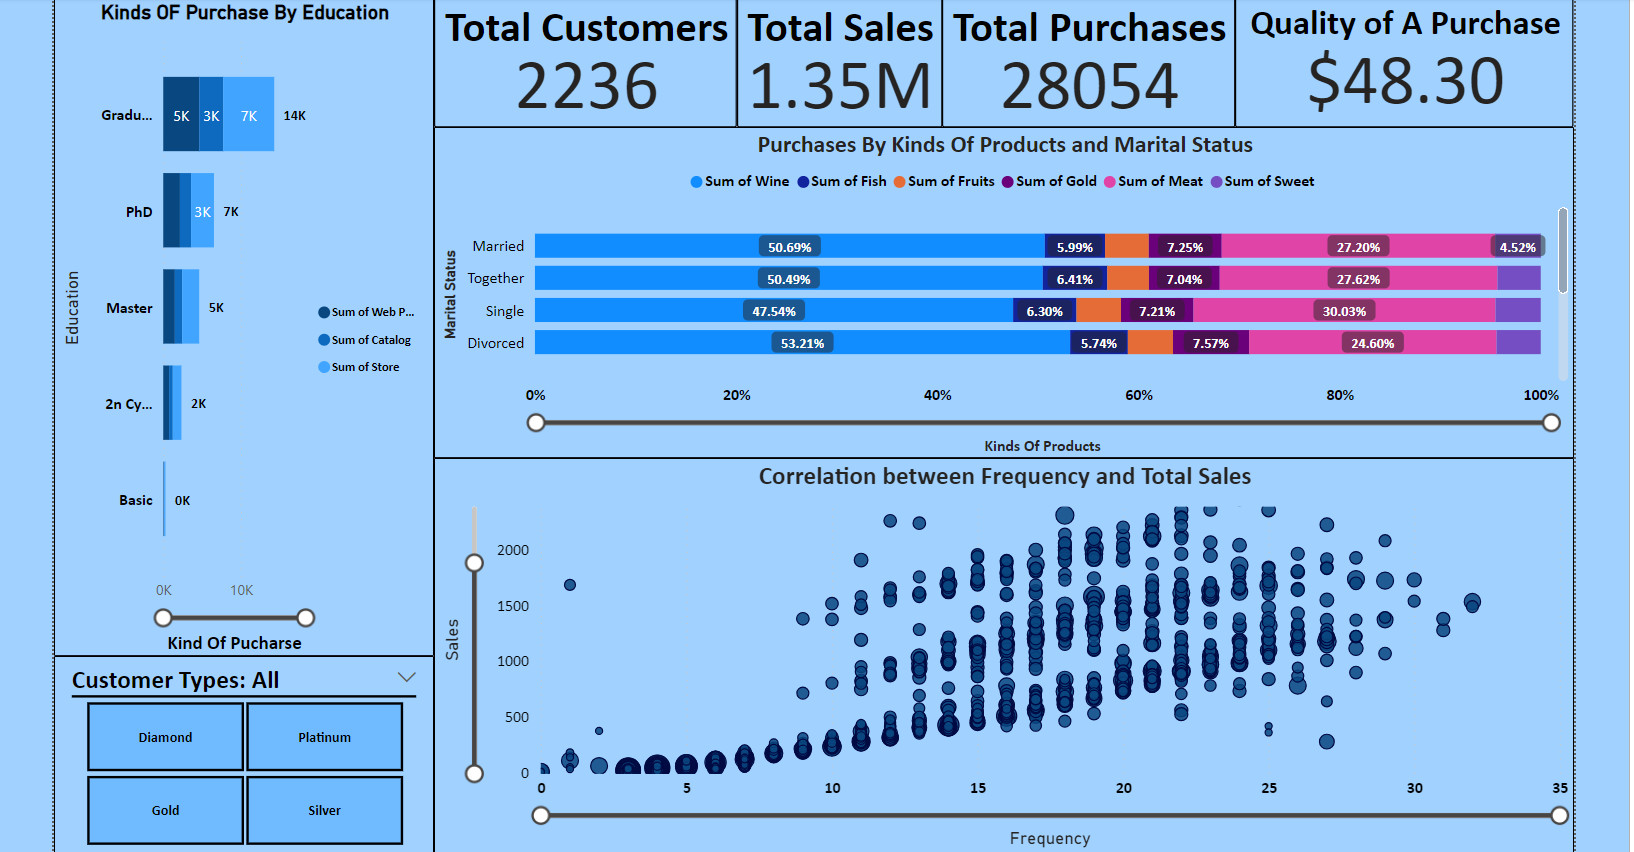 Kinds OF Purchase By Education
Gradu...
5K
3K
7K
14K
PhD
3K
7K
Master
5K
2n Cy...
2K
Basic
0K
Education
Sum of Web P...
Sum of Catalog
Sum of Store
0K
10K
Kind Of Pucharse
Customer Types: All
Diamond
Platinum
Gold
Silver
Total Customers
2236
Total Sales
1.35M
Total Purchases
28054
Quality of A Purchase
$48.30
Purchases By Kinds Of Products and Marital Status
Sum of Wine
Sum of Fish
Sum of Fruits
Sum of Gold
Sum of Meat
Sum of Sweet
Marital Status
Married
50.69%
5.99%
7.25%
27.20%
4.52%
Together
50.49%
6.41%
7.04%
27.62%
Single
47.54%
6.30%
7.21%
30.03%
Divorced
53.21%
5.74%
7.57%
24.60%
0%
20%
40%
60%
80%
100%
Kinds Of Products
Correlation between Frequency and Total Sales
Sales
2000
1500
1000
500
0
0
5
10
15
20
25
30
35
Frequency